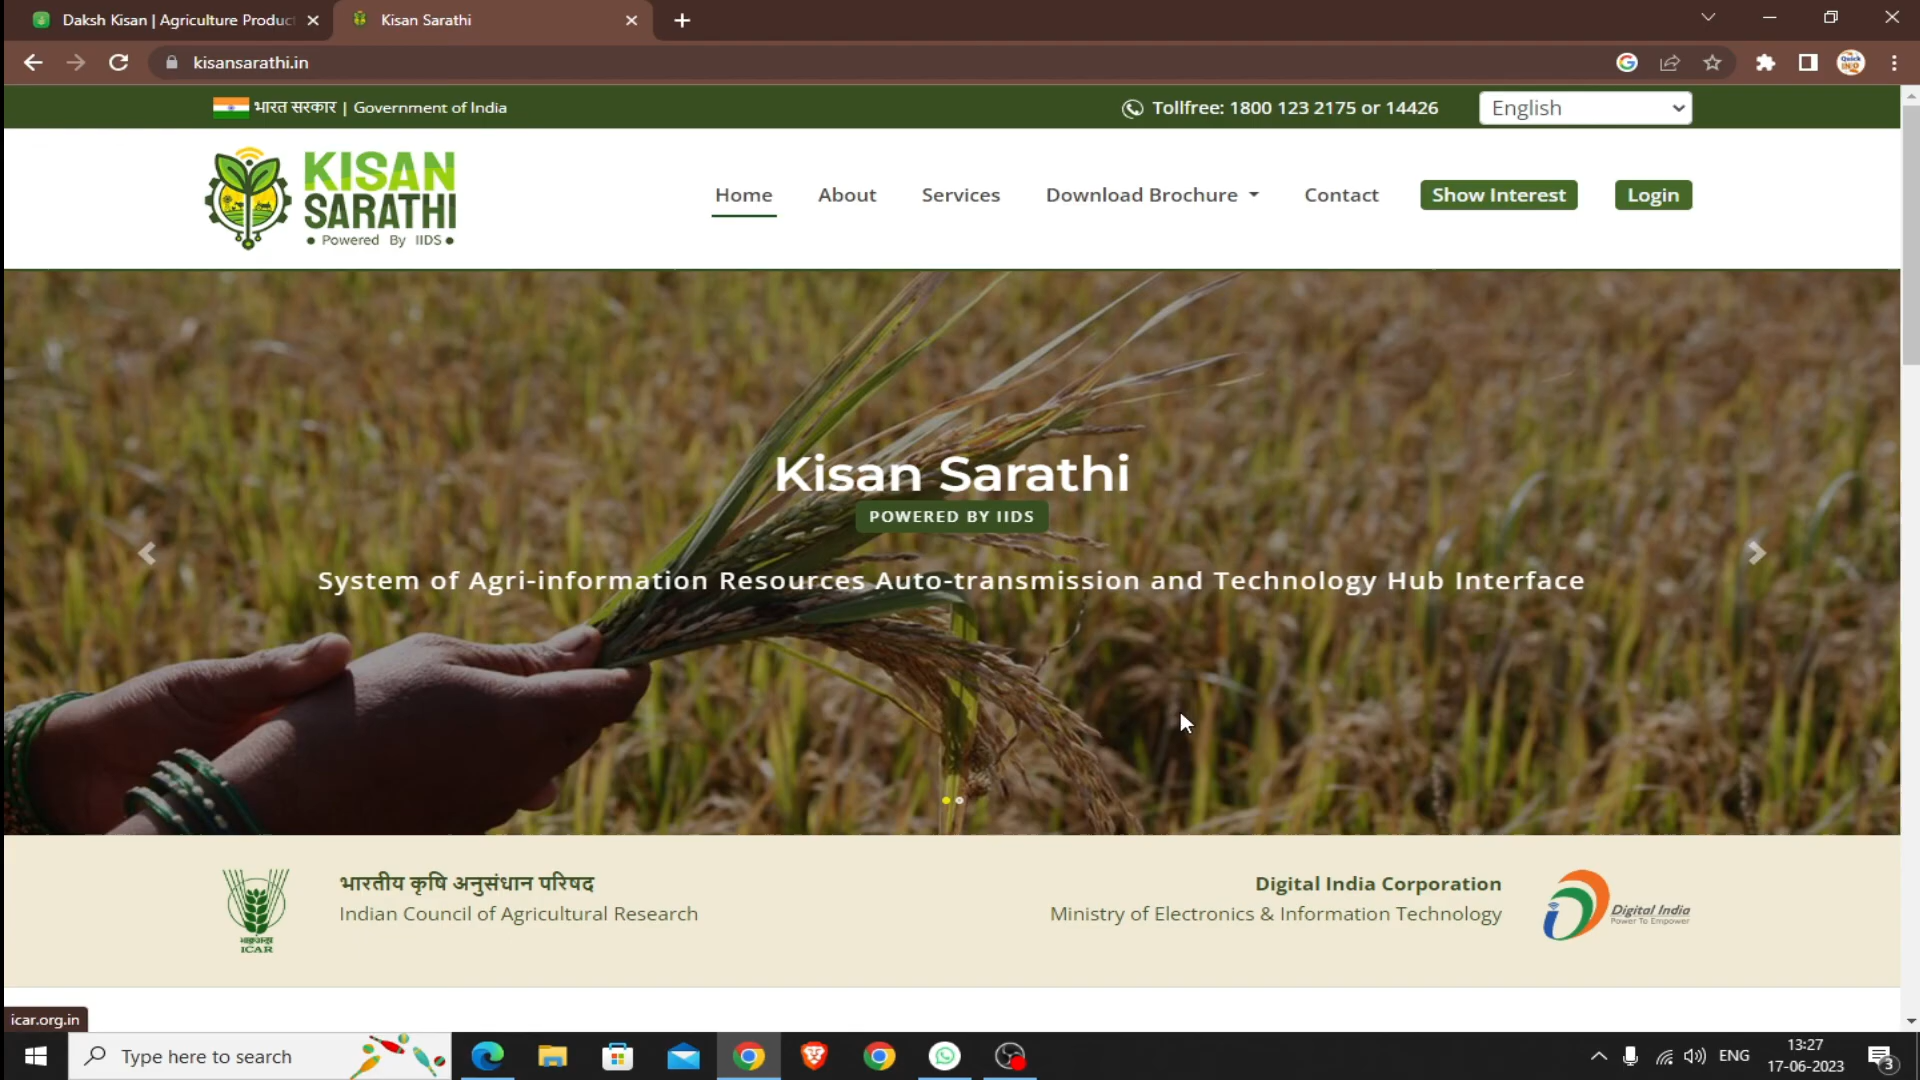 Daksh Kisan | Agriculture Produc
Kisan Sarathi
kisansarathi.in
भारत सरकार | Government of India
Tollfree: 1800 123 2175 or 14426
English
KISAN
SARATHI
• Powered By IIDS •
Home
About
Services
Download Brochure
Contact
Show Interest
Login
Kisan Sarathi
POWERED BY IIDS
System of Agri-information Resources Auto-transmission and Technology Hub Interface
भारतीय कृषि अनुसंधान परिषद
Indian Council of Agricultural Research
ICAR
Digital India Corporation
Ministry of Electronics & Information Technology
Digital India
Power To Empower
icar.org.in
Type here to search
ENG
13:27
17-06-2023
3